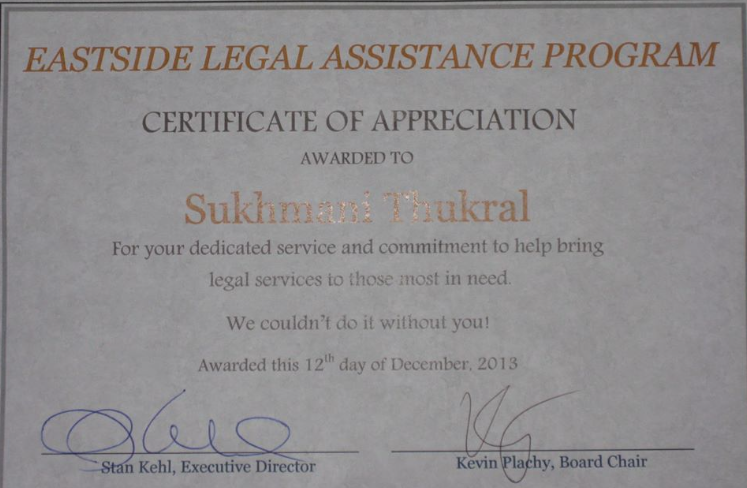 EASTSIDE LEGAL ASSISTANCE PROGRAM
CERTIFICATE OF APPRECIATION
AWARDED TO
Sukhmani Thukral
For your dedicated service and commitment to help bring
legal services to those most in need.
We couldn't do it without you!
Awarded this 12th day of December, 2013
Stan Kehl, Executive Director
Kevin Plachy, Board Chair